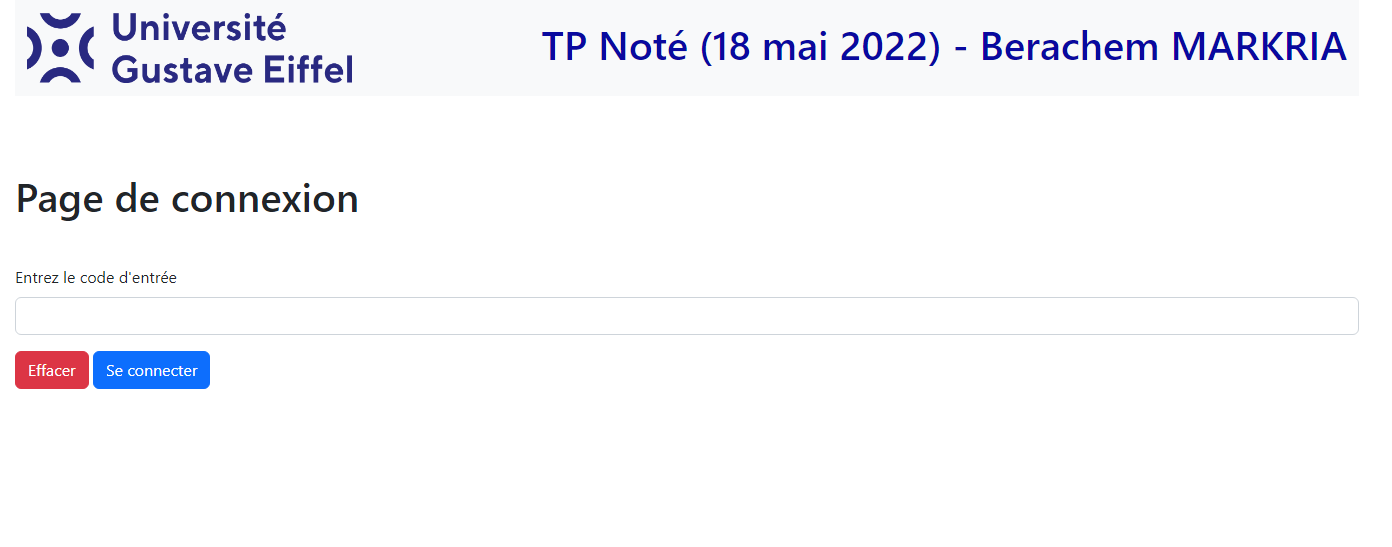 Université
Gustave Eiffel
TP Noté (18 mai 2022) - Berachem MARKRIA
Page de connexion
Entrez le code d'entrée
Effacer
Se connecter